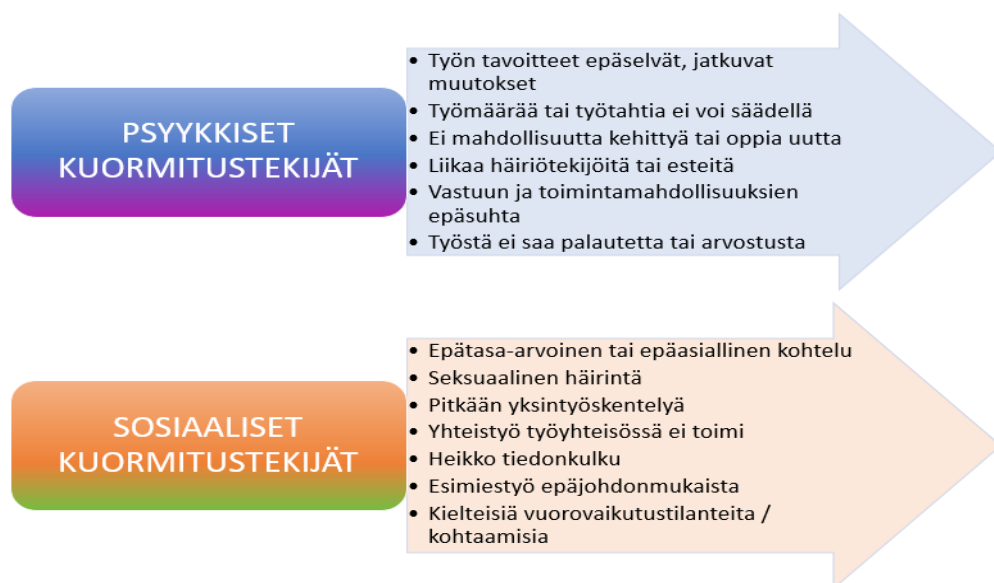 PSYYKKISET
KUORMITUSTEKIJÄT
• Työn tavoitteet epäselvät, jatkuvat
muutokset
• Työmäärää tai työtahtia ei voi säädellä
• Ei mahdollisuutta kehittyä tai oppia uutta
• Liikaa häiriötekijöitä tai esteitä
• Vastuun ja toimintamahdollisuuksien
epäsuhta
• Työstä ei saa palautetta tai arvostusta
SOSIAALISET
KUORMITUSTEKIJÄT
• Epätasa-arvoinen tai epäasiallinen kohtelu
• Seksuaalinen häirintä
• Pitkään yksintyöskentelyä
• Yhteistyö työyhteisössä ei toimi
• Heikko tiedonkulku
• Esimiestyö epäjohdonmukaista
• Kielteisiä vuorovaikutustilanteita /
kohtaamisia